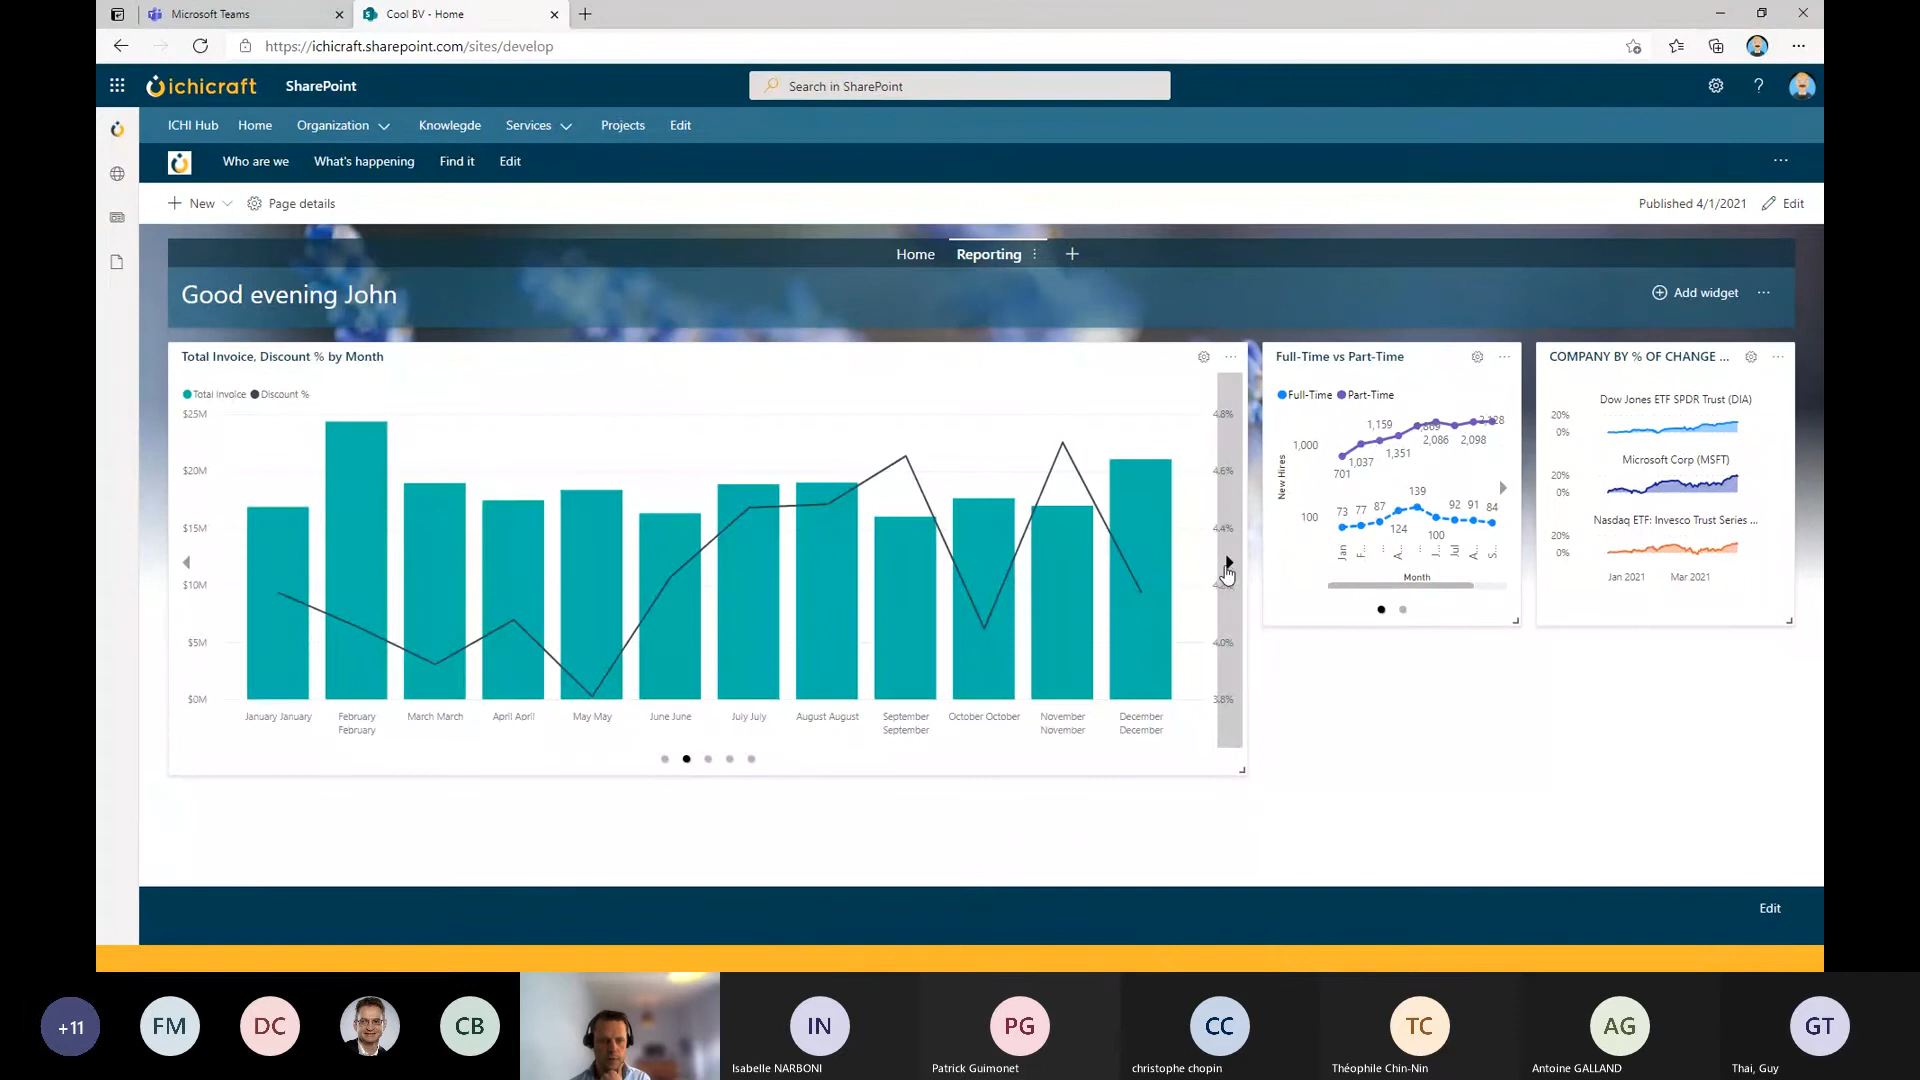 Microsoft Teams
Cool BV - Home
https://ichicraft.sharepoint.com/sites/develop
ichicraft
SharePoint
Search in SharePoint
?
ICHI Hub
Home
Organization
Knowlegde
Services
Projects
Edit
Who are we
What's happening
Find it
Edit
New
Page details
Published 4/1/2021
Edit
Home
Reporting
Good evening John
Add widget
Total Invoice, Discount % by Month
Total Invoice
Discount %
$25M
$20M
$15M
$10M
$5M
$0M
4.8%
4.6%
4.4%
4.0%
3.8%
January January
February February
March March
April April
May May
June June
July July
August August
September September
October October
November November
December December
Full-Time vs Part-Time
Full-Time
Part-Time
New Hires
1,000
100
701
1,037
1,159
1,351
2,086
2,098
73
77
87
124
139
100
92
91
84
Jan
F...
A...
J...
Jul
A...
S...
Month
COMPANY BY % OF CHANGE ...
Dow Jones ETF SPDR Trust (DIA)
20%
0%
Microsoft Corp (MSFT)
20%
0%
Nasdaq ETF: Invesco Trust Series ...
20%
0%
Jan 2021
Mar 2021
Edit
+11
FM
DC
CB
IN
Isabelle NARBONI
PG
Patrick Guimonet
CC
christophe chopin
TC
Théophile Chin-Nin
AG
Antoine GALLAND
GT
Thai, Guy